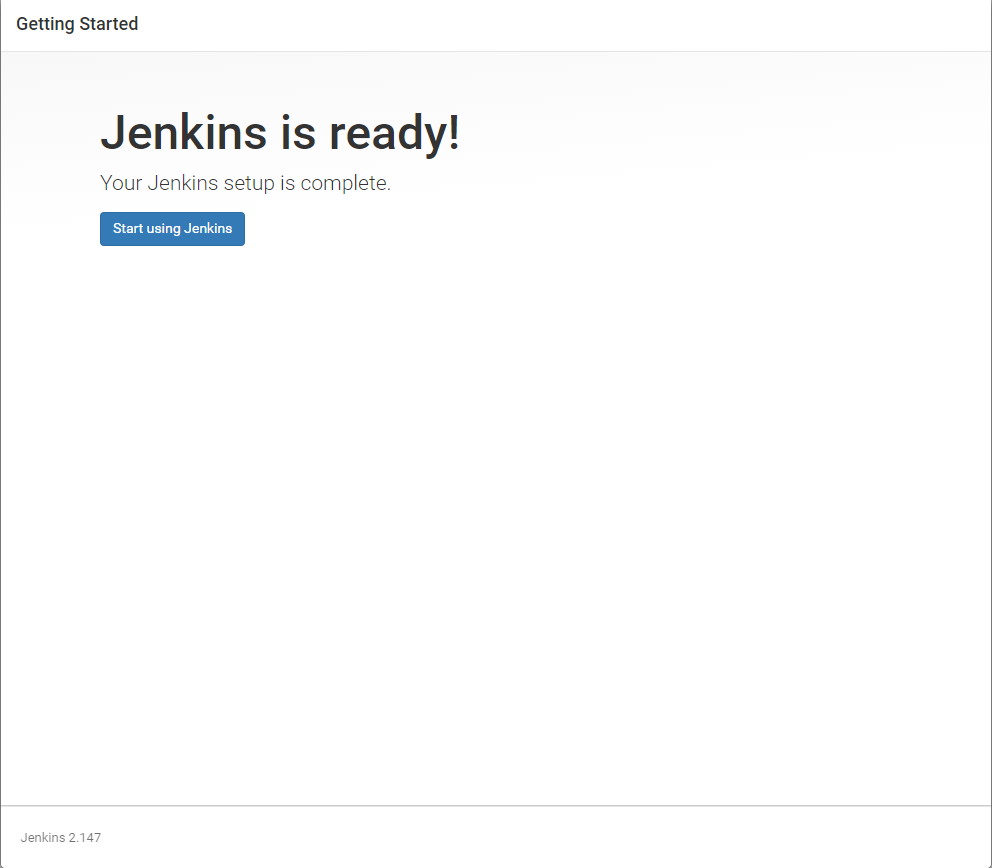 Getting Started
Jenkins is ready!
Your Jenkins setup is complete.
Start using Jenkins
Jenkins 2.147